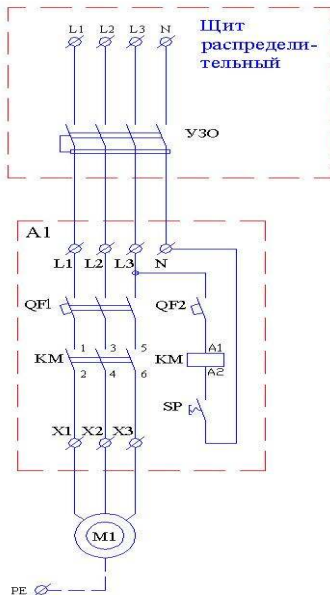 L1 L2 L3 N
Щит
распредели-
тельный
УЗО
A1
L1 L2 L3 N
QF1 QF2
1 3 5
KM KM A1
2 4 6 A2
SP
X1 X2 X3
M1
PE